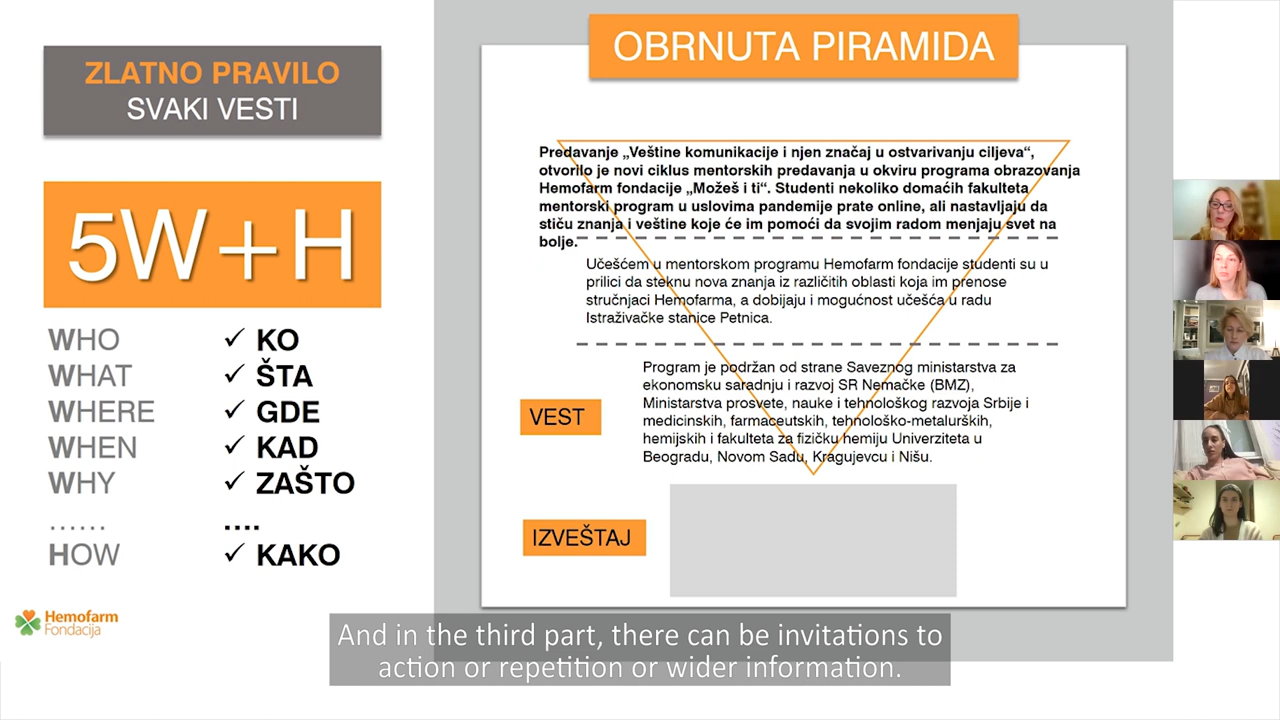 ZLATNO PRAVILO
SVAKI VESTI
5W+H
WHO ✓ KO
WHAT ✓ ŠTA
WHERE ✓ GDE
WHEN ✓ KAD
WHY ✓ ZAŠTO
...... ....
HOW ✓ KAKO
Hemofarm
Fondacija
OBRNUTA PIRAMIDA
Predavanje „Veštine komunikacije i njen značaj u ostvarivanju ciljeva“,
otvorilo je novi ciklus mentorskih predavanja u okviru programa obrazovanja
Hemofarm fondacije „Možeš i ti“. Studenti nekoliko domaćih fakulteta
mentorski program u uslovima pandemije prate online, ali nastavljaju da
stiču znanja i veštine koje će im pomoći da svojim radom menjaju svet na
bolje.
Učešćem u mentorskom programu Hemofarm fondacije studenti su u
prilici da steknu nova znanja iz različitih oblasti koja im prenose
stručnjaci Hemofarma, a dobijaju i mogućnost učešća u radu
Istraživačke stanice Petnica.
Program je podržan od strane Saveznog ministarstva za
ekonomsku saradnju i razvoj SR Nemačke (BMZ),
Ministarstva prosvete, nauke i tehnološkog razvoja Srbije i
medicinskih, farmaceutskih, tehnološko-metalurških,
hemijskih i fakulteta za fizičku hemiju Univerziteta u
Beogradu, Novom Sadu, Kragujevcu i Nišu.
VEST
IZVEŠTAJ
And in the third part, there can be invitations to
action or repetition or wider information.